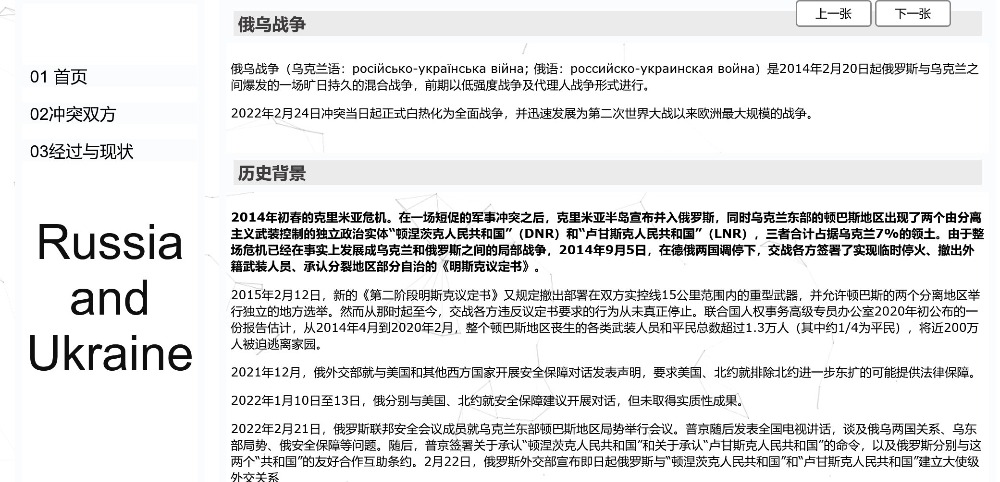 上一张
下一张
俄乌战争
01 首页
02冲突双方
03经过与现状
Russia
and
Ukraine
俄乌战争（乌克兰语：російсько-українська війна；俄语：российско-украинская война）是2014年2月20日起俄罗斯与乌克兰之
间爆发的一场旷日持久的混合战争，前期以低强度战争及代理人战争形式进行。
2022年2月24日冲突当日起正式白热化为全面战争，并迅速发展为第二次世界大战以来欧洲最大规模的战争。
历史背景
2014年初春的克里米亚危机。在一场短促的军事冲突之后，克里米亚半岛宣布并入俄罗斯，同时乌克兰东部的顿巴斯地区出现了两个由分离
主义武装控制的独立政治实体“顿涅茨克人民共和国”（DNR）和“卢甘斯克人民共和国”（LNR），三者合计占据乌克兰7%的领土。由于整
场危机已经在事实上发展成乌克兰和俄罗斯之间的局部战争，2014年9月5日，在德俄两国调停下，交战各方签署了实现临时停火、撤出外
籍武装人员、承认分裂地区部分自治的《明斯克议定书》。
2015年2月12日，新的《第二阶段明斯克议定书》又规定撤出部署在双方实控线15公里范围内的重型武器，并允许顿巴斯的两个分离地区举
行独立的地方选举。然而从那时起至今，交战各方违反议定书要求的行为从未真正停止。联合国人权事务高级专员办公室2020年初公布的一
份报告估计，从2014年4月到2020年2月，整个顿巴斯地区丧生的各类武装人员和平民总数超过1.3万人（其中约1/4为平民），将近200万
人被迫逃离家园。
2021年12月，俄外交部就与美国和其他西方国家开展安全保障对话发表声明，要求美国、北约就排除北约进一步东扩的可能提供法律保障。
2022年1月10日至13日，俄分别与美国、北约就安全保障建议开展对话，但未取得实质性成果。
2022年2月21日，俄罗斯联邦安全会议成员就乌克兰东部顿巴斯地区局势举行会议。普京随后发表全国电视讲话，谈及俄乌两国关系、乌东
部局势、俄安全保障等问题。随后，普京签署关于承认“顿涅茨克人民共和国”和关于承认“卢甘斯克人民共和国”的命令，以及俄罗斯分别与这
两个“共和国”的友好合作互助条约。2月22日，俄罗斯外交部宣布即日起俄罗斯与“顿涅茨克人民共和国”和“卢甘斯克人民共和国”建立大使级
外交关系